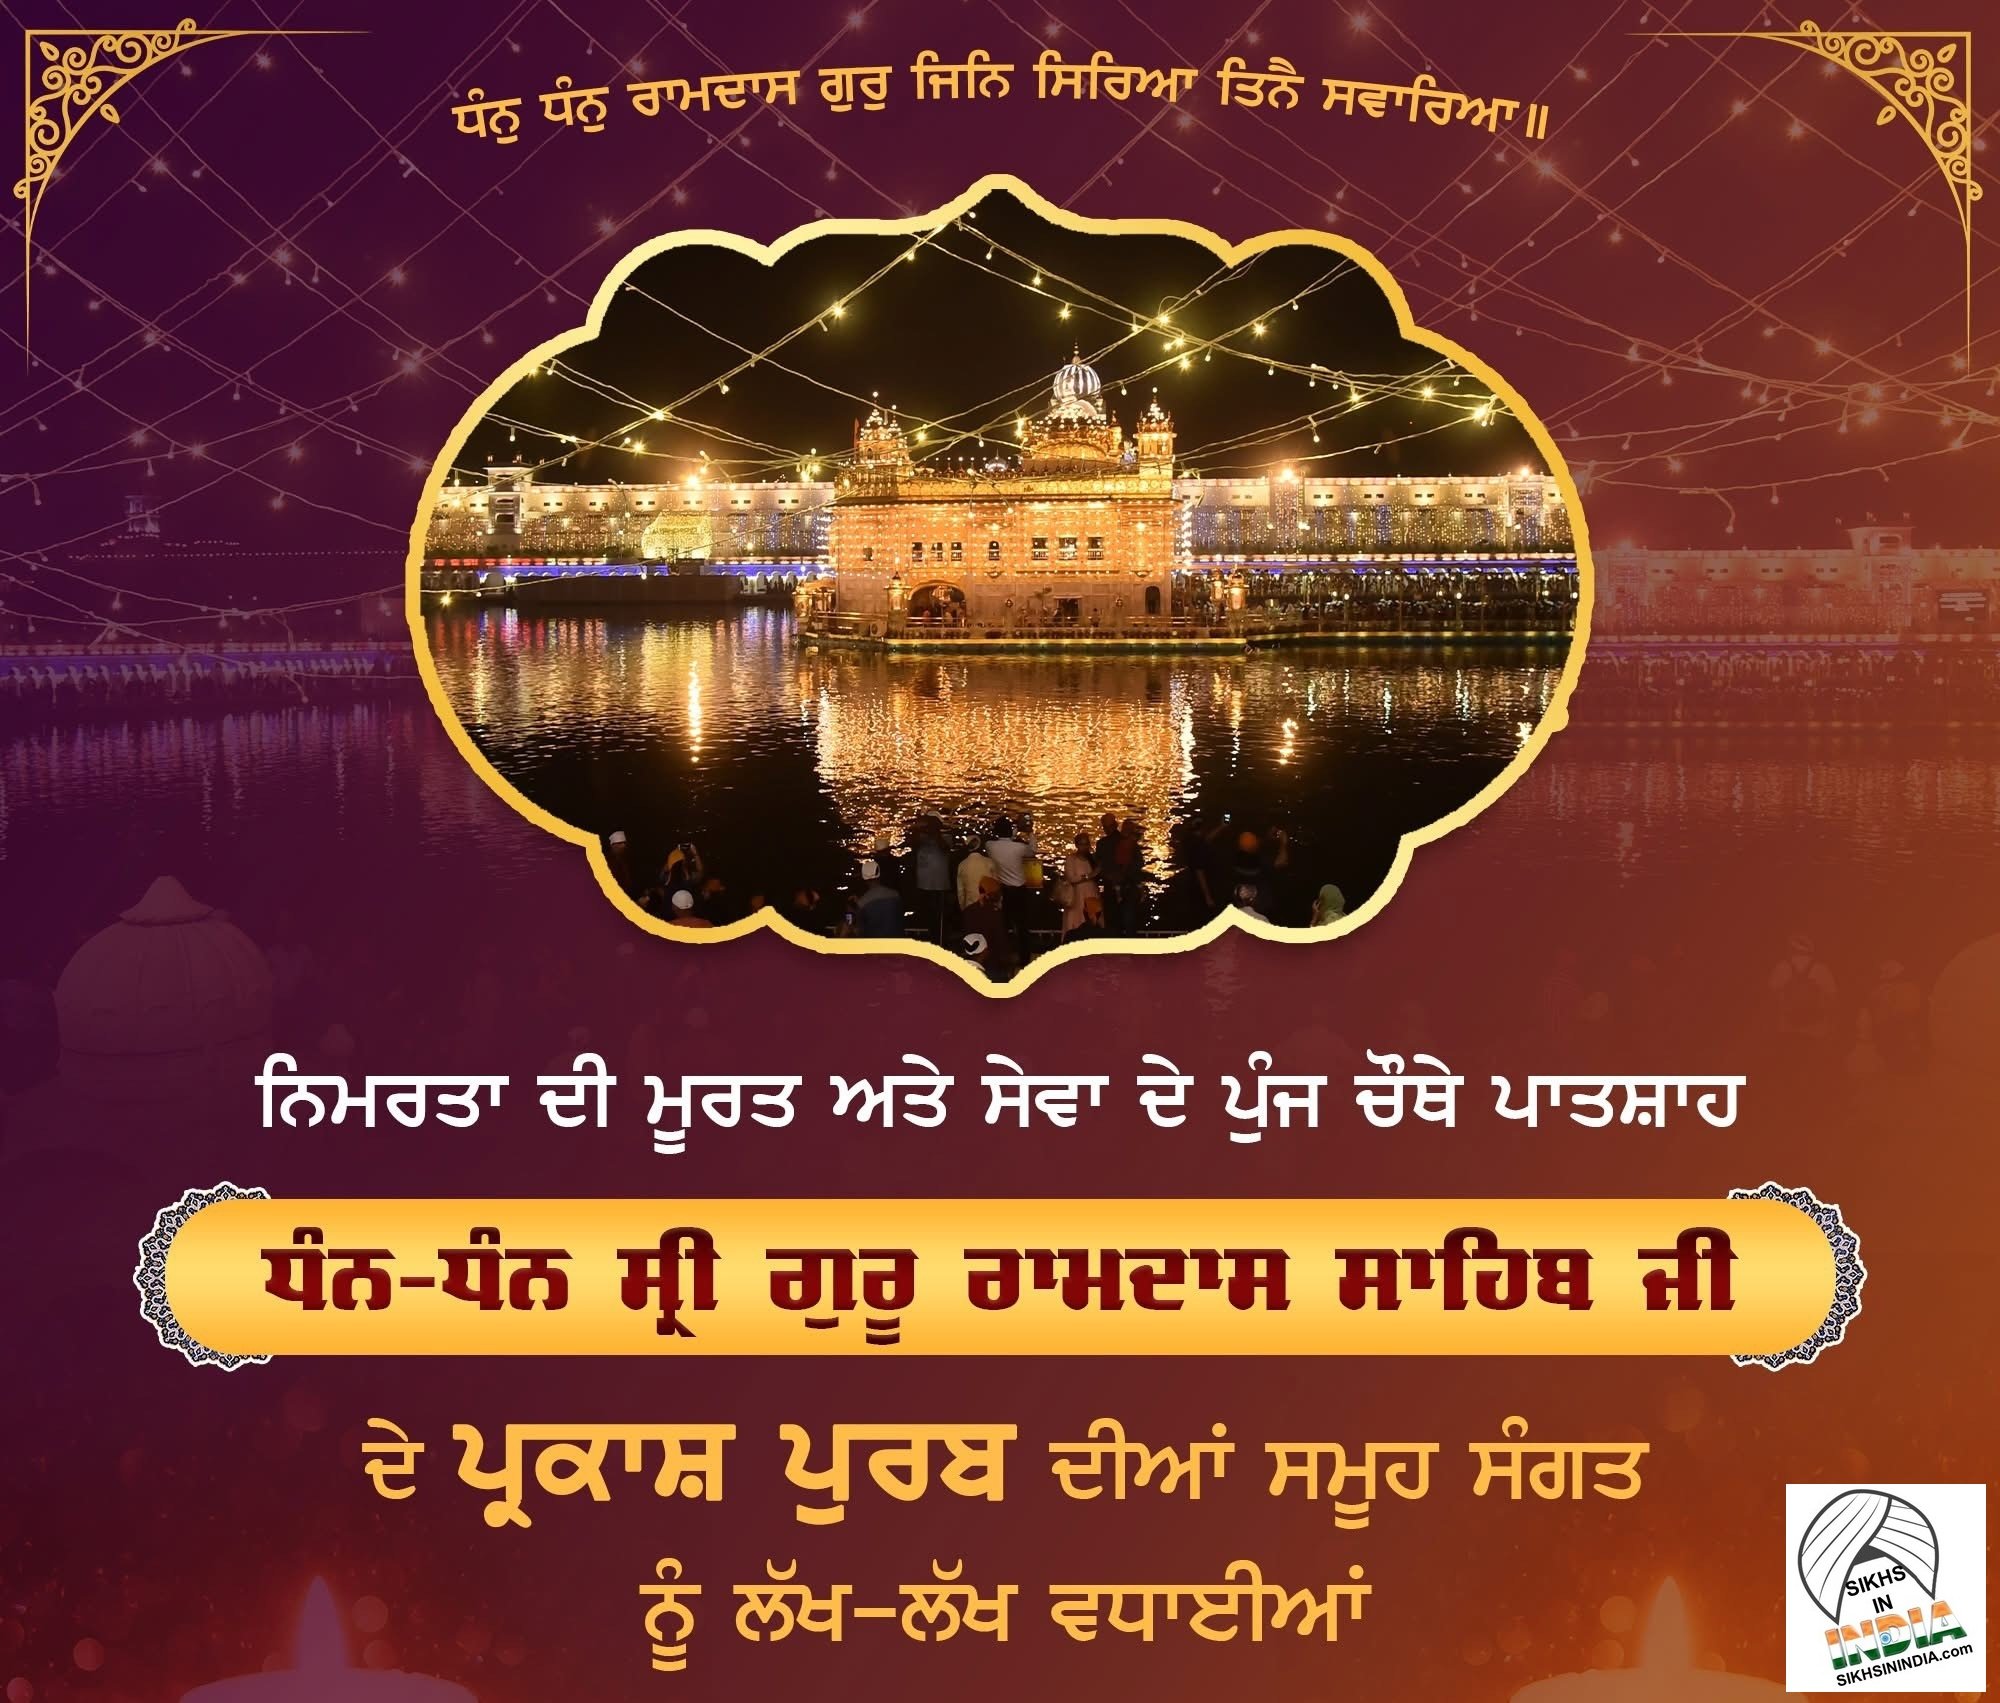 ਧੰਨੁ ਧੰਨੁ ਰਾਮਦਾਸ ਗੁਰੁ ਜਿਨਿ ਸਿਰਿਆ ਤਿਨੈ ਸਵਾਰਿਆ॥
ਨਿਮਰਤਾ ਦੀ ਮੂਰਤ ਅਤੇ ਸੇਵਾ ਦੇ ਪੁੰਜ ਚੌਥੇ ਪਾਤਸ਼ਾਹ
ਧੰਨ-ਧੰਨ ਸ੍ਰੀ ਗੁਰੂ ਰਾਮਦਾਸ ਸਾਹਿਬ ਜੀ
ਦੇ ਪ੍ਰਕਾਸ਼ ਪੁਰਬ ਦੀਆਂ ਸਮੂਹ ਸੰਗਤ
ਨੂੰ ਲੱਖ-ਲੱਖ ਵਧਾਈਆਂ
SIKHS
IN
INDIA
SIKHSININDIA.com